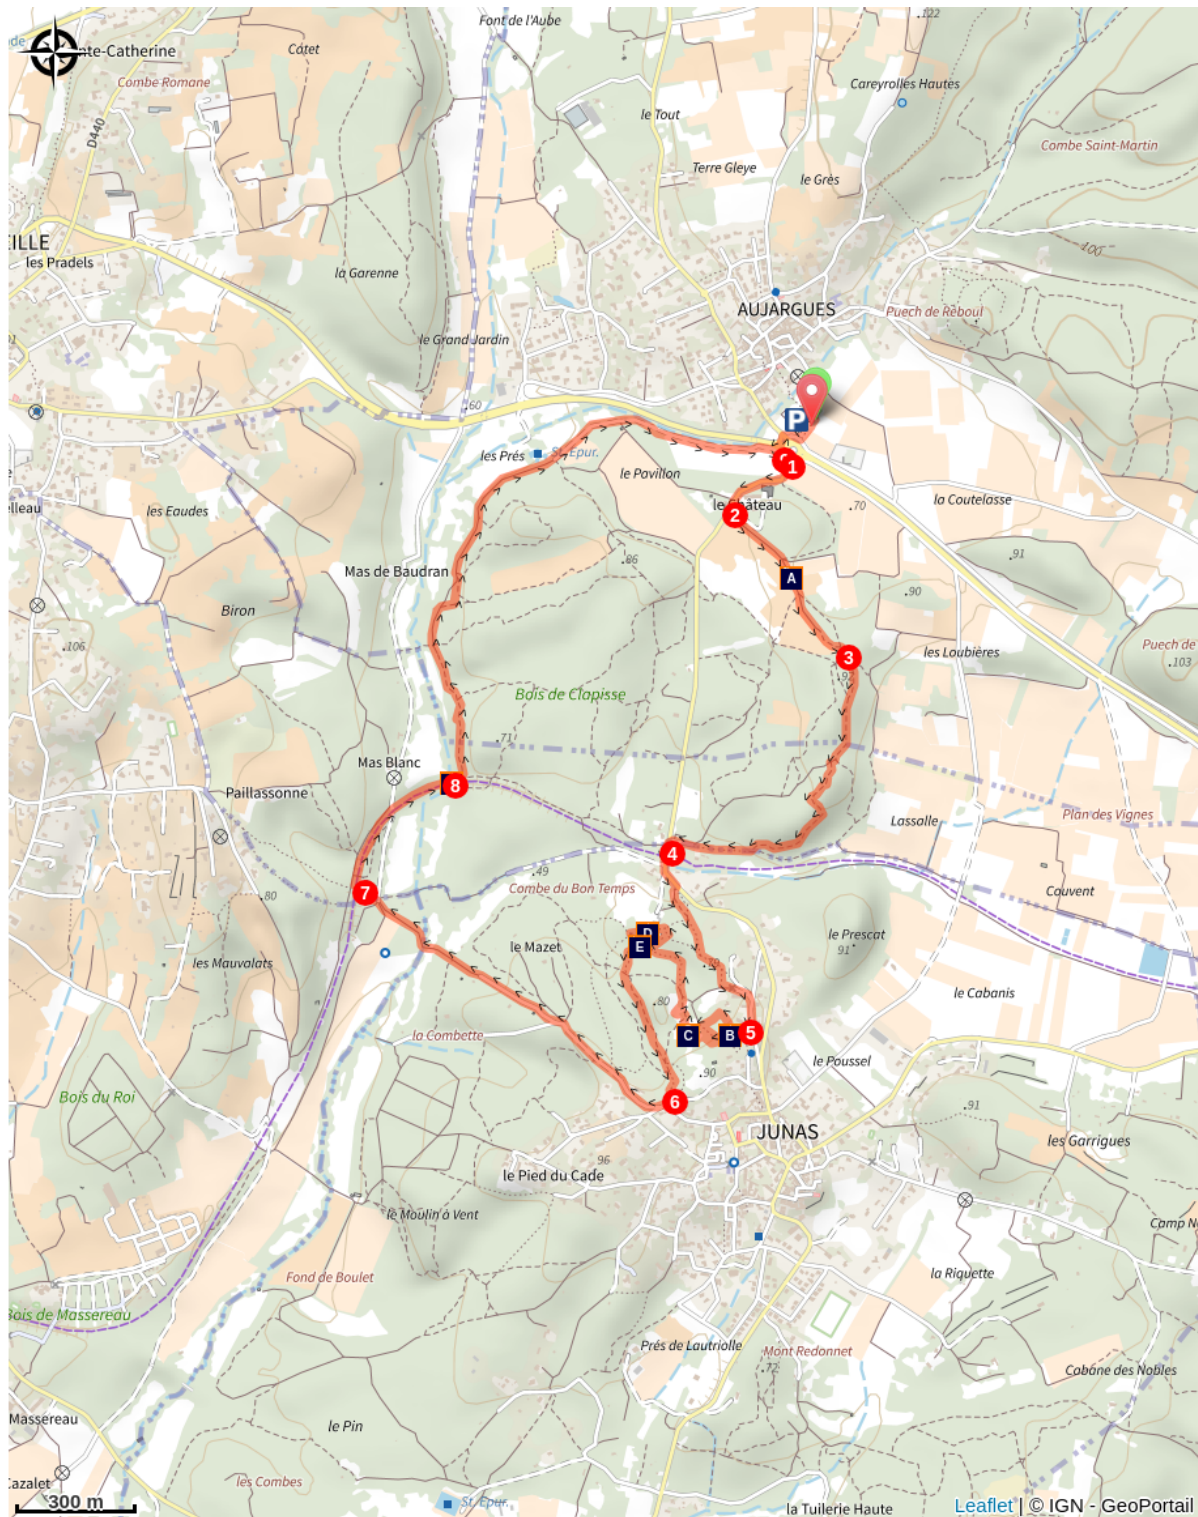 Font de l'Aube
.122
nte-Catherine
Catet
Combe Romane
Careyrolles Hautes
D440
le Tout
Combe Saint-Martin
Terre Gleye
le Grès
ILLE
les Pradels
100
la Garenne
AUJARGUES
Puech de Reboul
le Grand Jardin
.60
P
les Prés
St. Epur.
le Pavillon
1
elleau
les Eaudes
le Château
2
.70
la Coutelasse
.86
.91
Mas de Baudran
A
Biron
.90
.106
3
les Loubières
Puech de
.103
Bois de Clapisse
.71
Mas Blanc
8
Paillassonne
Lassalle
Plan des Vignes
4
.49
7
.80
Combe du Bon Temps
Couvent
D
E
le Mazet
le Prescat
91
les Mauvalats
.80
le Cabanis
la Combette
C
B
5
.90
le Poussel
Bois du Roi
6
.91
JUNAS
les Garrigues
96
le Pied du Cade
le Moulin à Vent
Camp N
Fond de Boulet
la Riquette
Bois de Massereau
Prés de Lautriolle
Mont Redonnet
.72
Cabane des Nobles
Massereau
le Pin
Cazalet
les Combes
300 m
St. Epur.
la Tuilerie Haute
Leaflet | © IGN - GeoPortail